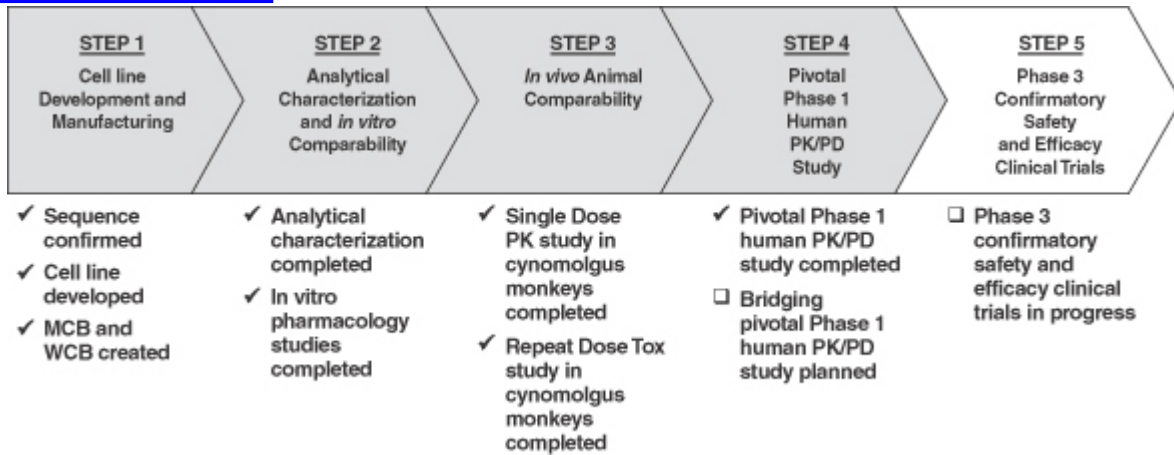 STEP 1
Cell line
Development and
Manufacturing
STEP 2
Analytical
Characterization
and in vitro
Comparability
STEP 3
In vivo Animal
Comparability
STEP 4
Pivotal
Phase 1
Human
PK/PD
Study
STEP 5
Phase 3
Confirmatory
Safety
and Efficacy
Clinical Trials
✓ Sequence
confirmed
✓ Cell line
developed
✓ MCB and
WCB created
✓ Analytical
characterization
completed
✓ In vitro
pharmacology
studies
completed
✓ Single Dose
PK study in
cynomolgus
monkeys
completed
✓ Repeat Dose Tox
study in
cynomolgus
monkeys
completed
✓ Pivotal Phase 1
human PK/PD
study completed
❑ Bridging
pivotal Phase 1
human PK/PD
study planned
❑ Phase 3
confirmatory
safety and
efficacy clinical
trials in progress